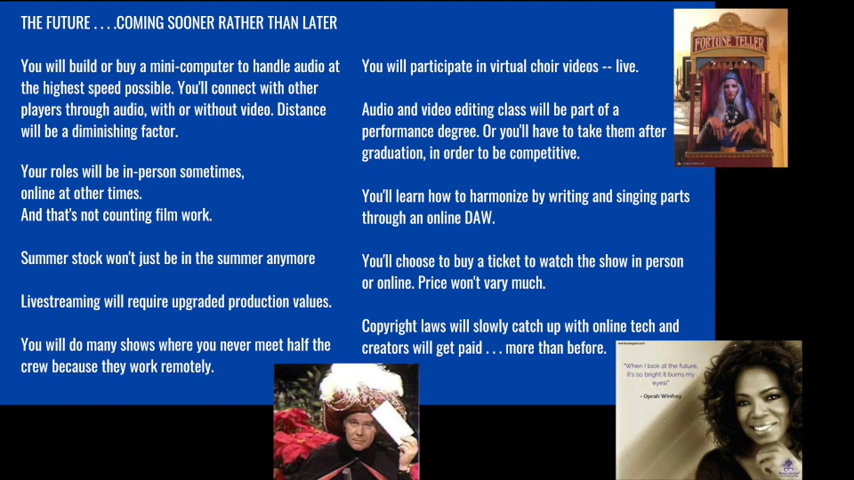 THE FUTURE . . . .COMING SOONER RATHER THAN LATER
You will build or buy a mini-computer to handle audio at
the highest speed possible. You'll connect with other
players through audio, with or without video. Distance
will be a diminishing factor.
Your roles will be in-person sometimes,
online at other times.
And that's not counting film work.
Summer stock won't just be in the summer anymore
Livestreaming will require upgraded production values.
You will do many shows where you never meet half the
crew because they work remotely.
You will participate in virtual choir videos -- live.
Audio and video editing class will be part of a
performance degree. Or you'll have to take them after
graduation, in order to be competitive.
You'll learn how to harmonize by writing and singing parts
through an online DAW.
You'll choose to buy a ticket to watch the show in person
or online. Price won't vary much.
Copyright laws will slowly catch up with online tech and
creators will get paid . . . more than before.
FORTUNE TELLER
"When I look at the future,
it's so bright it burns my
eyes!"
- Oprah Winfrey